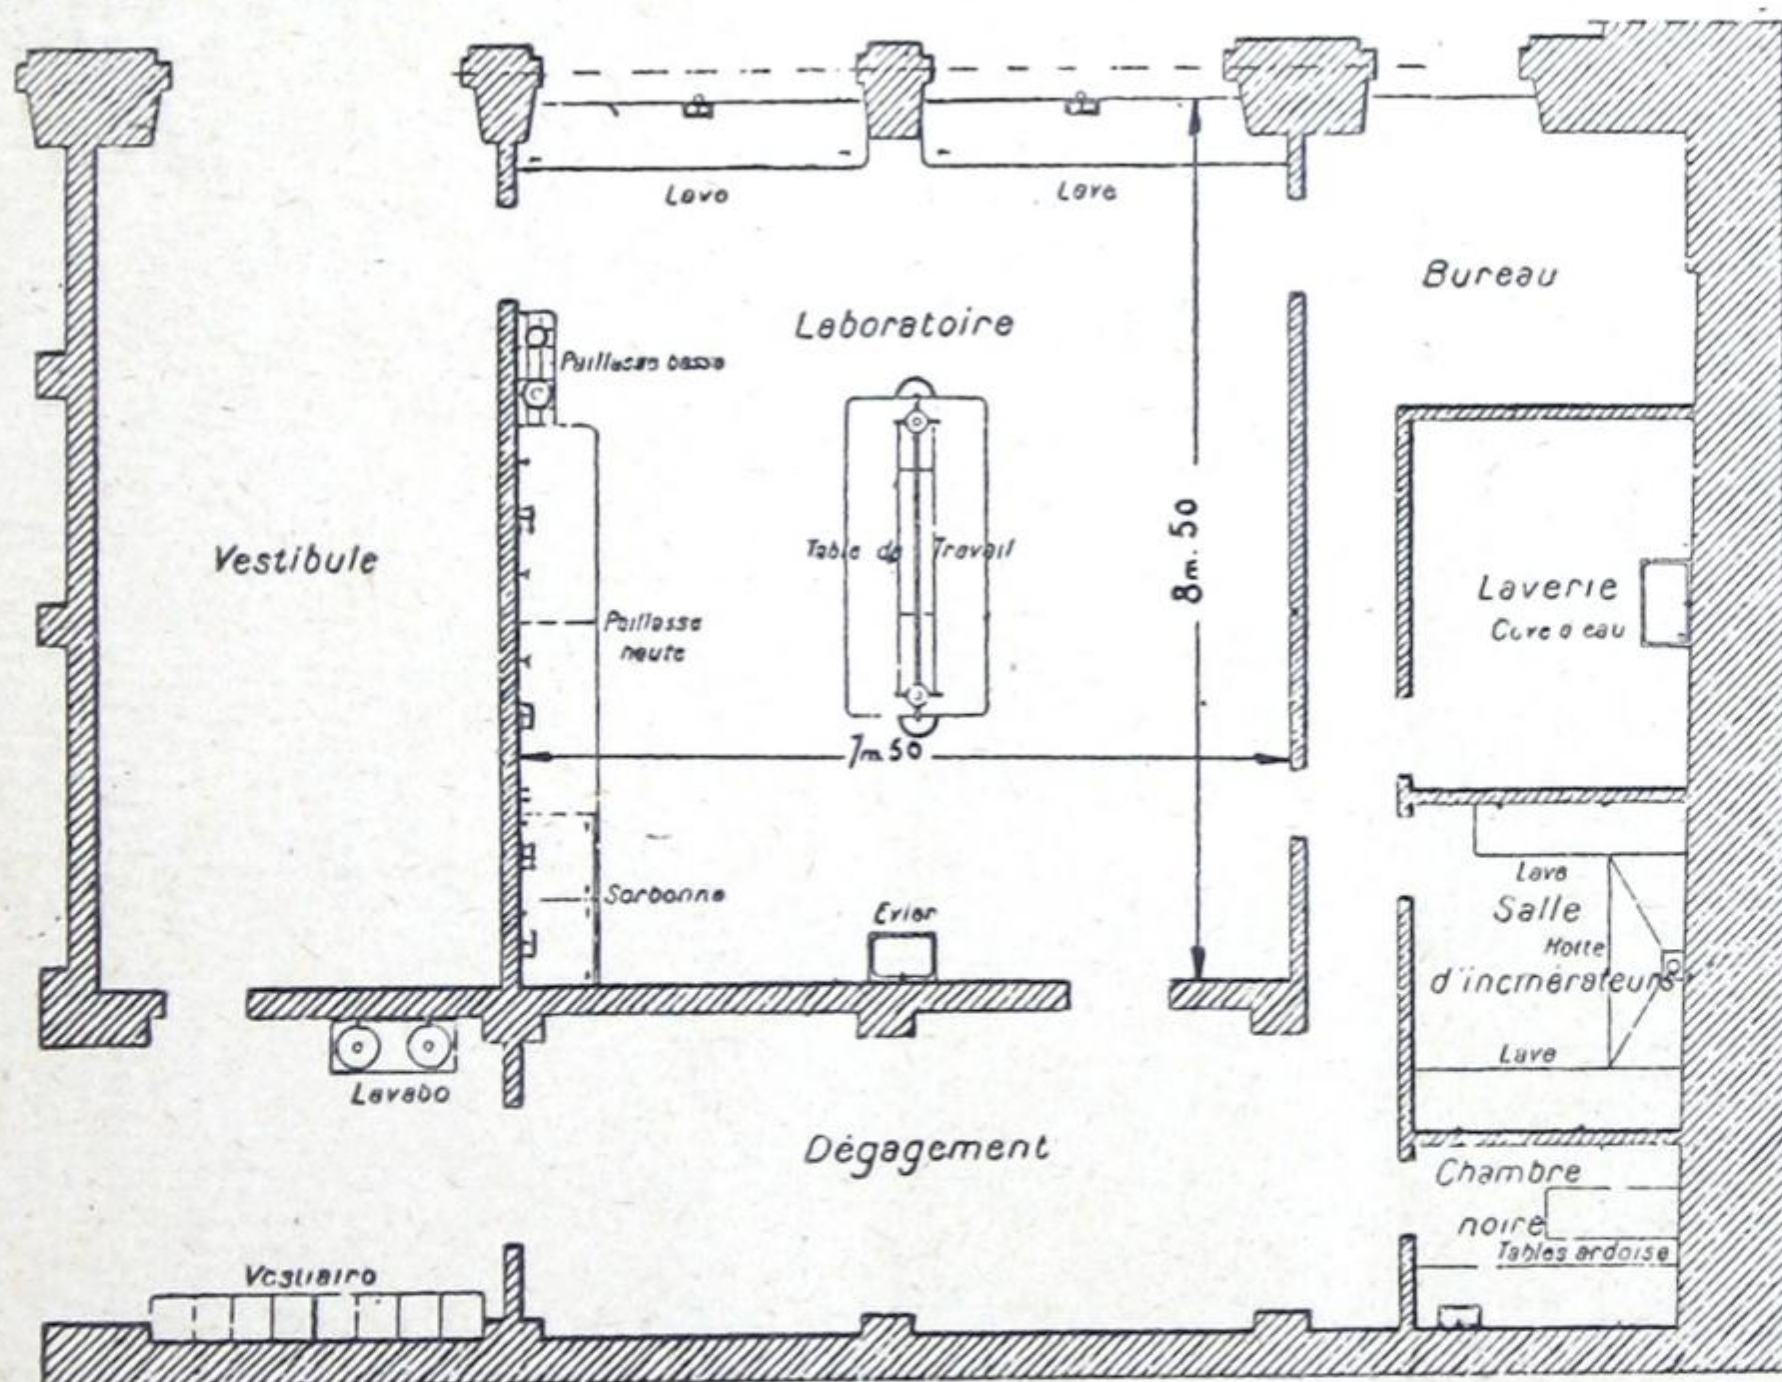 Lavo
Lave
Bureau
Laboratoire
Paillasse basse
8m.50
Vestibule
Table de Travail
Laverie
Cuve a eau
Paillasse
haute
7m.50
Lave
Sorbonne
Evier
Salle
Hotte
d'incinérateurs
Lave
Lavabo
Dégagement
Chambre
noire
Tables ardoise
Vestiaire